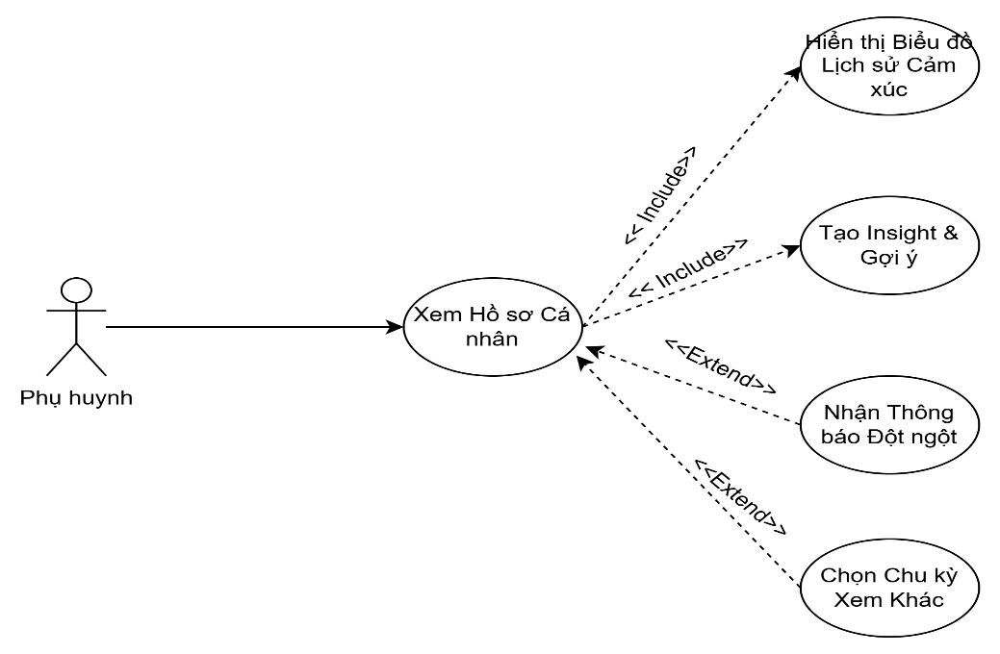 Hiển thị Biểu đồ
Lịch sử Cảm
xúc
<< Include>>
Tạo Insight &
Gợi ý
<< Include>>
Xem Hồ sơ Cá
nhân
Phụ huynh
<<Extend>>
Nhận Thông
báo Đột ngột
<<Extend>>
Chọn Chu kỳ
Xem Khác